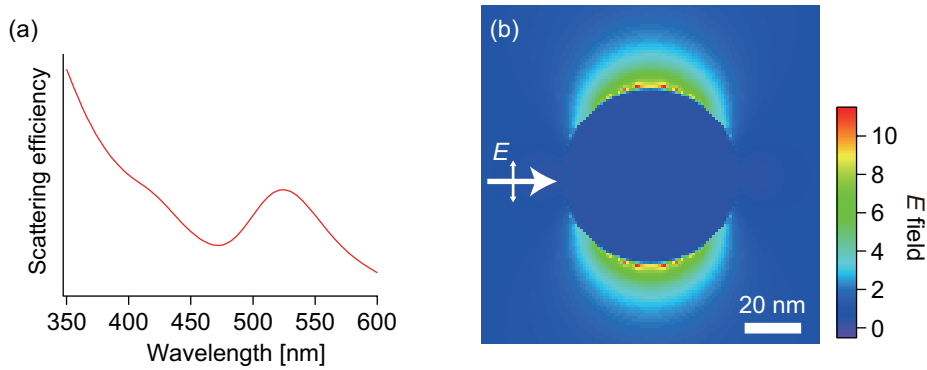 (a)
Scattering efficiency
350
400
450
500
550
600
Wavelength [nm]
(b)
E
20 nm
10
8
6
4
2
0
E field